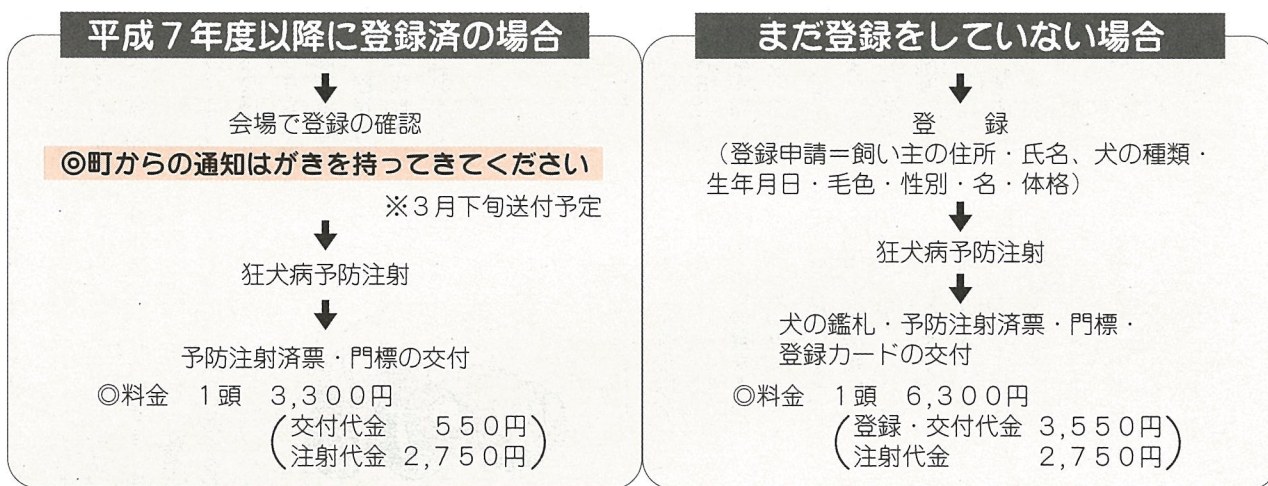 平成７年度以降に登録済の場合
会場で登録の確認
◎町からの通知はがきを持ってきてください
※３月下旬送付予定
狂犬病予防注射
予防注射済票・門標の交付
◎料金　１頭　３,３００円
（交付代金　　５５０円）
（注射代金　２,７５０円）
まだ登録をしていない場合
登　　録
（登録申請＝飼い主の住所・氏名、犬の種類・
生年月日・毛色・性別・名・体格）
狂犬病予防注射
犬の鑑札・予防注射済票・門標・
登録カードの交付
◎料金　１頭　６,３００円
（登録・交付代金　３,５５０円）
（注射代金　　　　２,７５０円）